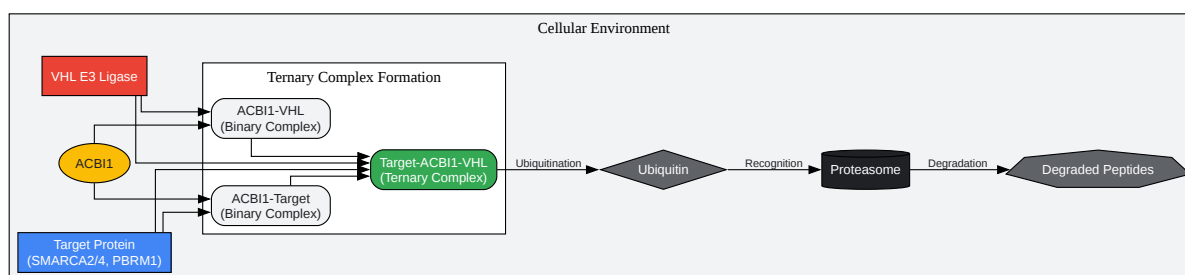 Cellular Environment
VHL E3 Ligase
Ternary Complex Formation
ACBI1-VHL
(Binary Complex)
ACBI1
Target-ACBI1-VHL
(Ternary Complex)
Ubiquitination
Ubiquitin
Recognition
Proteasome
Degradation
Degraded Peptides
ACBI1-Target
(Binary Complex)
Target Protein
(SMARCA2/4, PBRM1)